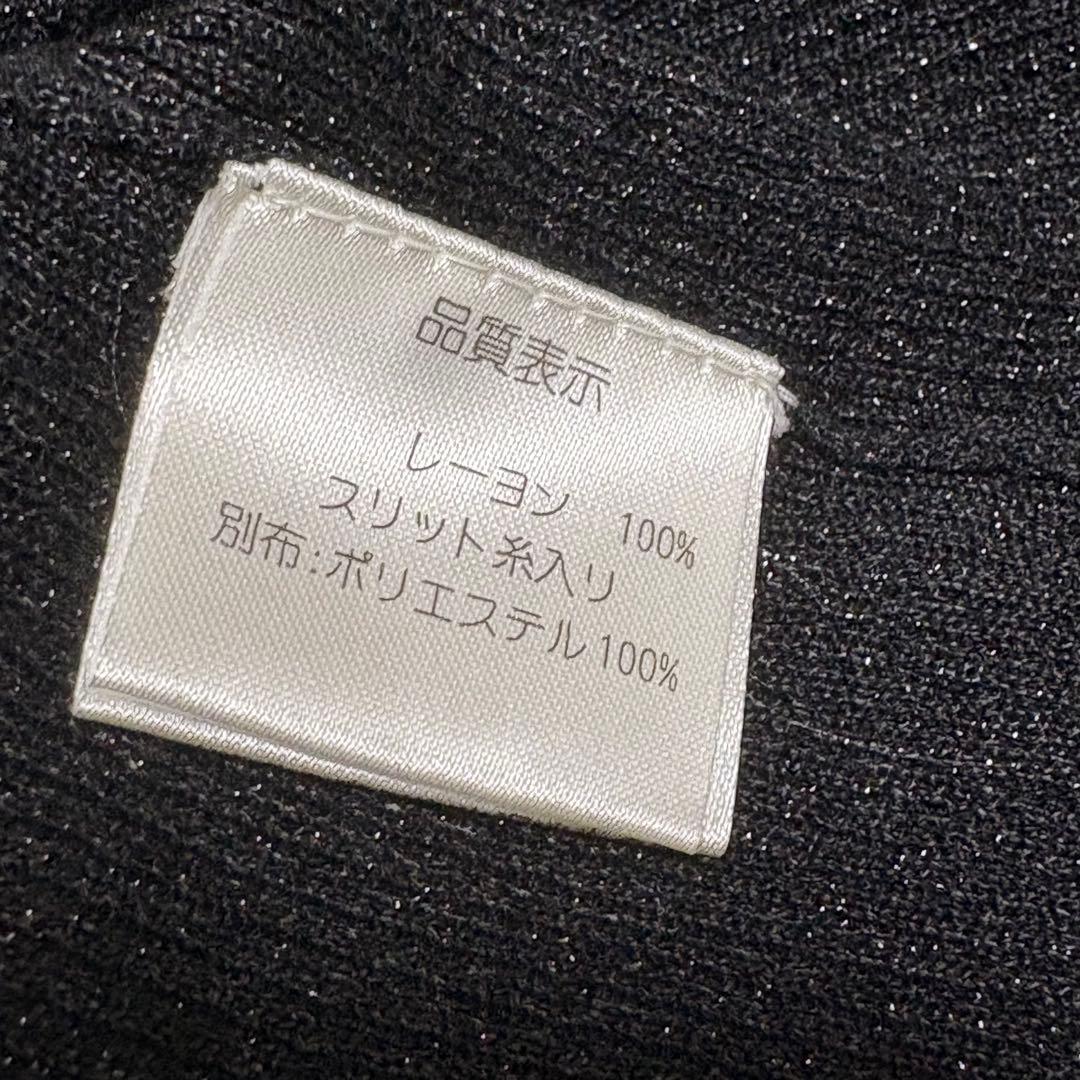 品質表示
レーヨン 100%
スリット糸入り
別布:ポリエステル100%